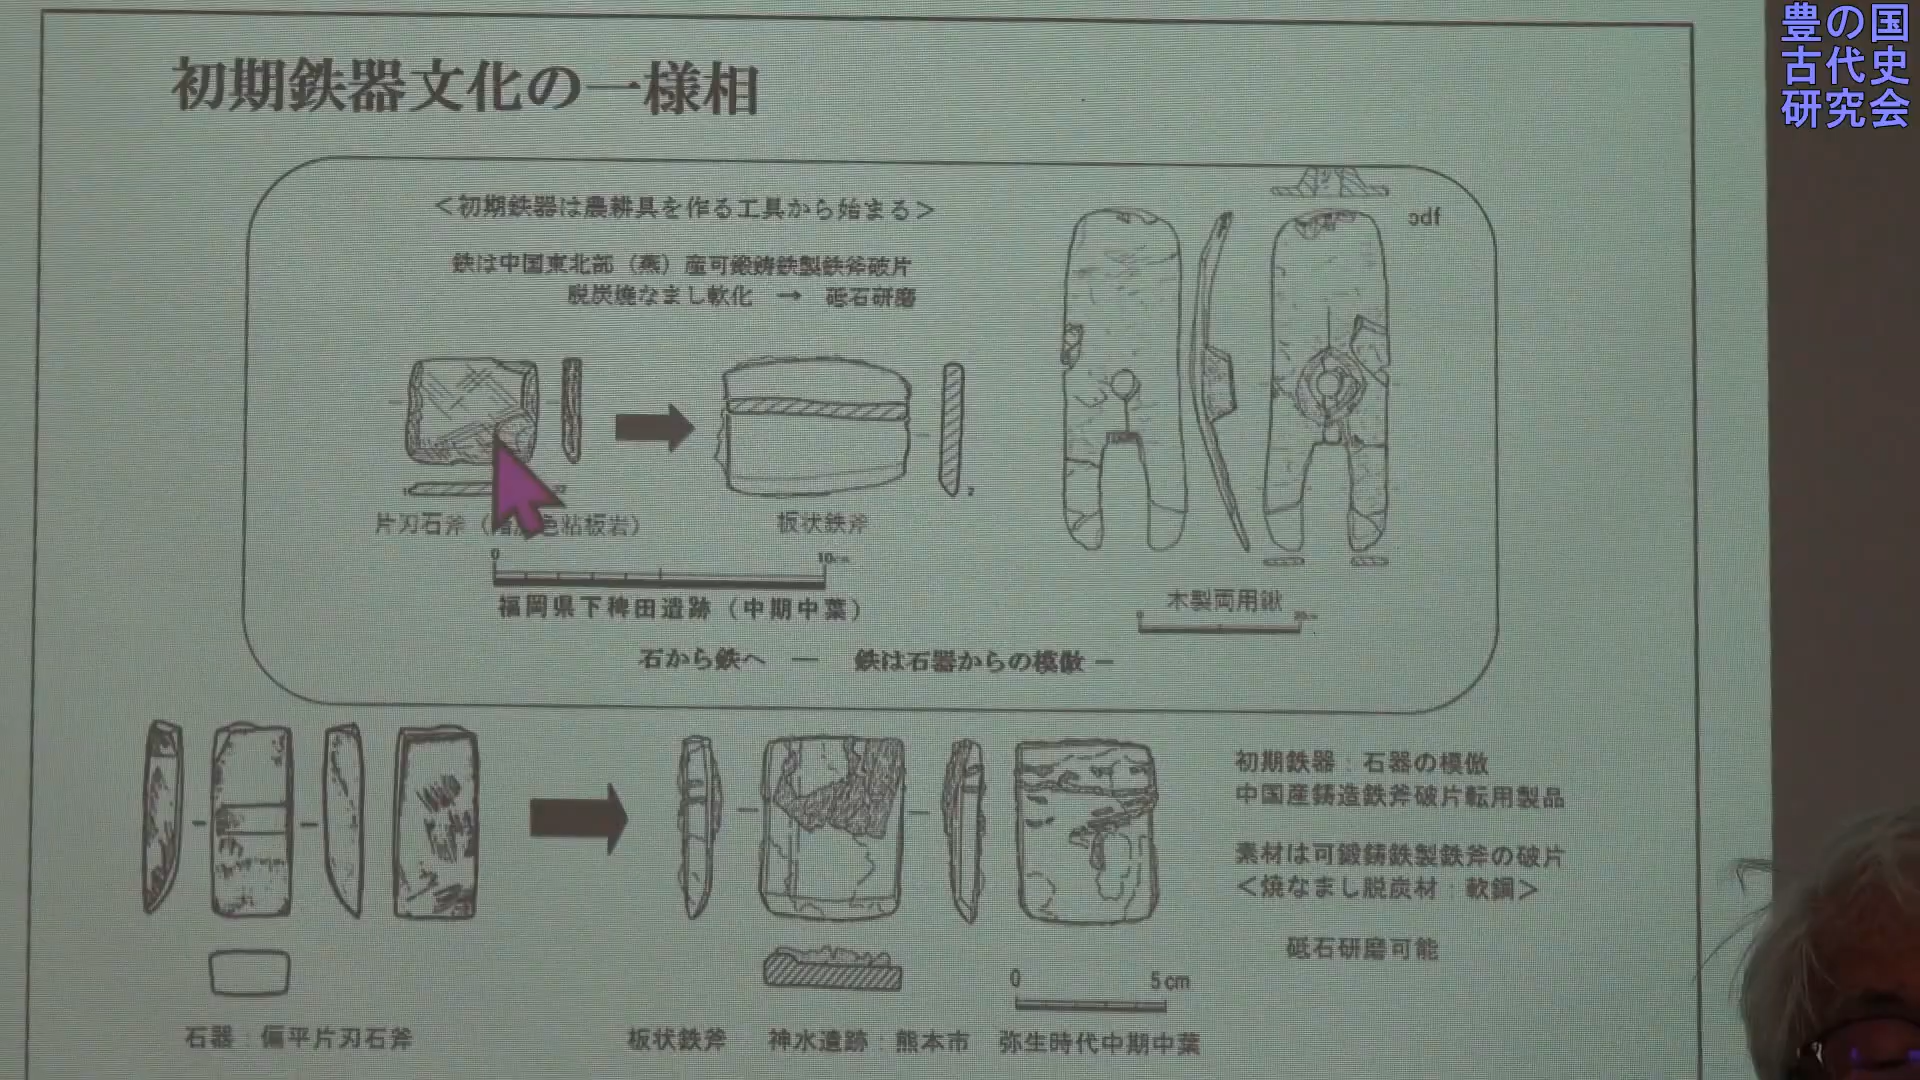 豊の国
古代史
研究会
初期鉄器文化の一様相
＜初期鉄器は農耕具を作る工具から始まる＞
鉄は中国東北部（燕）産可鍛鋳鉄製鉄斧破片
脱炭焼なまし軟化　→　砥石研磨
片刃石斧（　色粘板岩）
板状鉄斧
0　10cm
福岡県下稗田遺跡（中期中葉）
木製両用鍬
石から鉄へ　―　鉄は石器からの模倣 ―
初期鉄器：石器の模倣
中国産鋳造鉄斧破片転用製品
素材は可鍛鋳鉄製鉄斧の破片
＜焼なまし脱炭材：軟鋼＞
砥石研磨可能
0　5cm
石器：扁平片刃石斧
板状鉄斧　神水遺跡：熊本市　弥生時代中期中葉